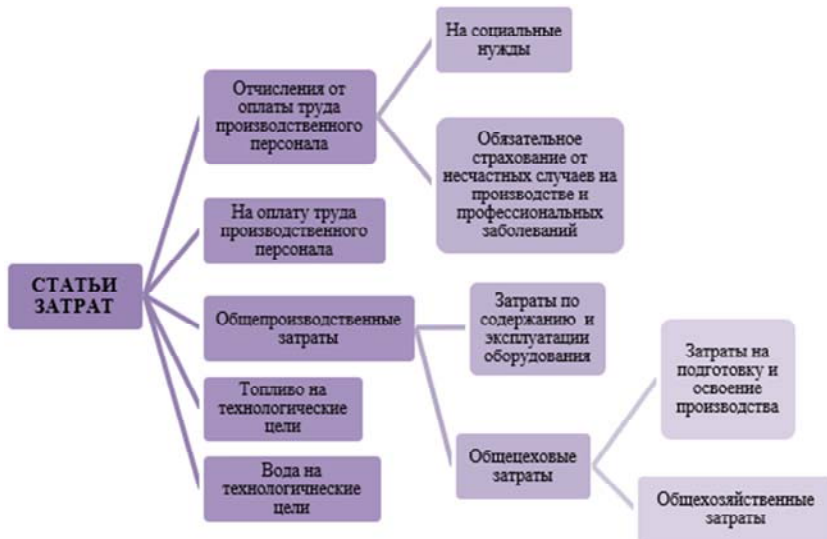 СТАТЬИ
ЗАТРАТ
Отчисления от
оплаты труда
производственного
персонала
На социальные
нужды
Обязательное
страхование от
несчастных случаев на
производстве и
профессиональных
заболеваний
На оплату труда
производственного
персонала
Общепроизводственные
затраты
Затраты по
содержанию и
эксплуатации
оборудования
Общецеховые
затраты
Затраты на
подготовку и
освоение
производства
Общехозяйственные
затраты
Топливо на
технологические
цели
Вода на
технологичнеские
цели